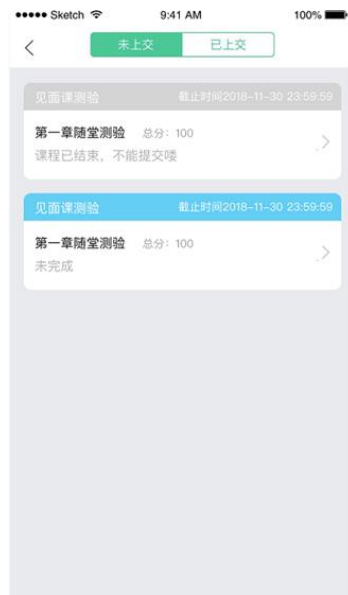 Sketch 9:41 AM 100%
未上交 已上交
见面课测验 截止时间2018-11-30 23:59:59
第一章随堂测验 总分：100
课程已结束，不能提交喽
见面课测验 截止时间2018-11-30 23:59:59
第一章随堂测验 总分：100
未完成